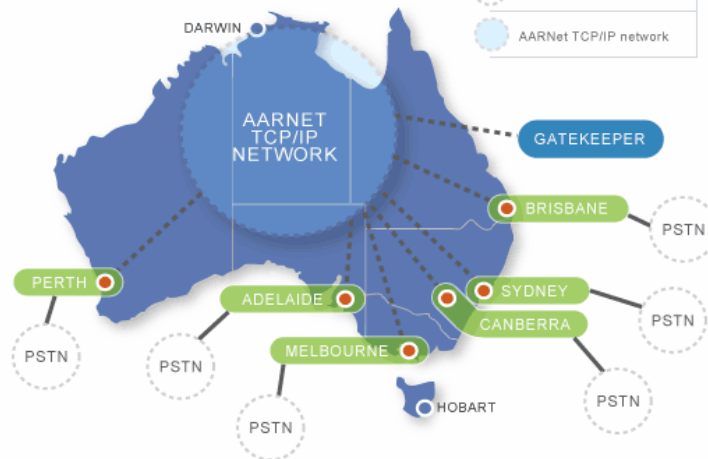 DARWIN
AARNet TCP/IP network
AARNET
TCP/IP
NETWORK
GATEKEEPER
BRISBANE
PSTN
PERTH
ADELAIDE
SYDNEY
CANBERRA
PSTN
MELBOURNE
PSTN
PSTN
PSTN
HOBART
PSTN